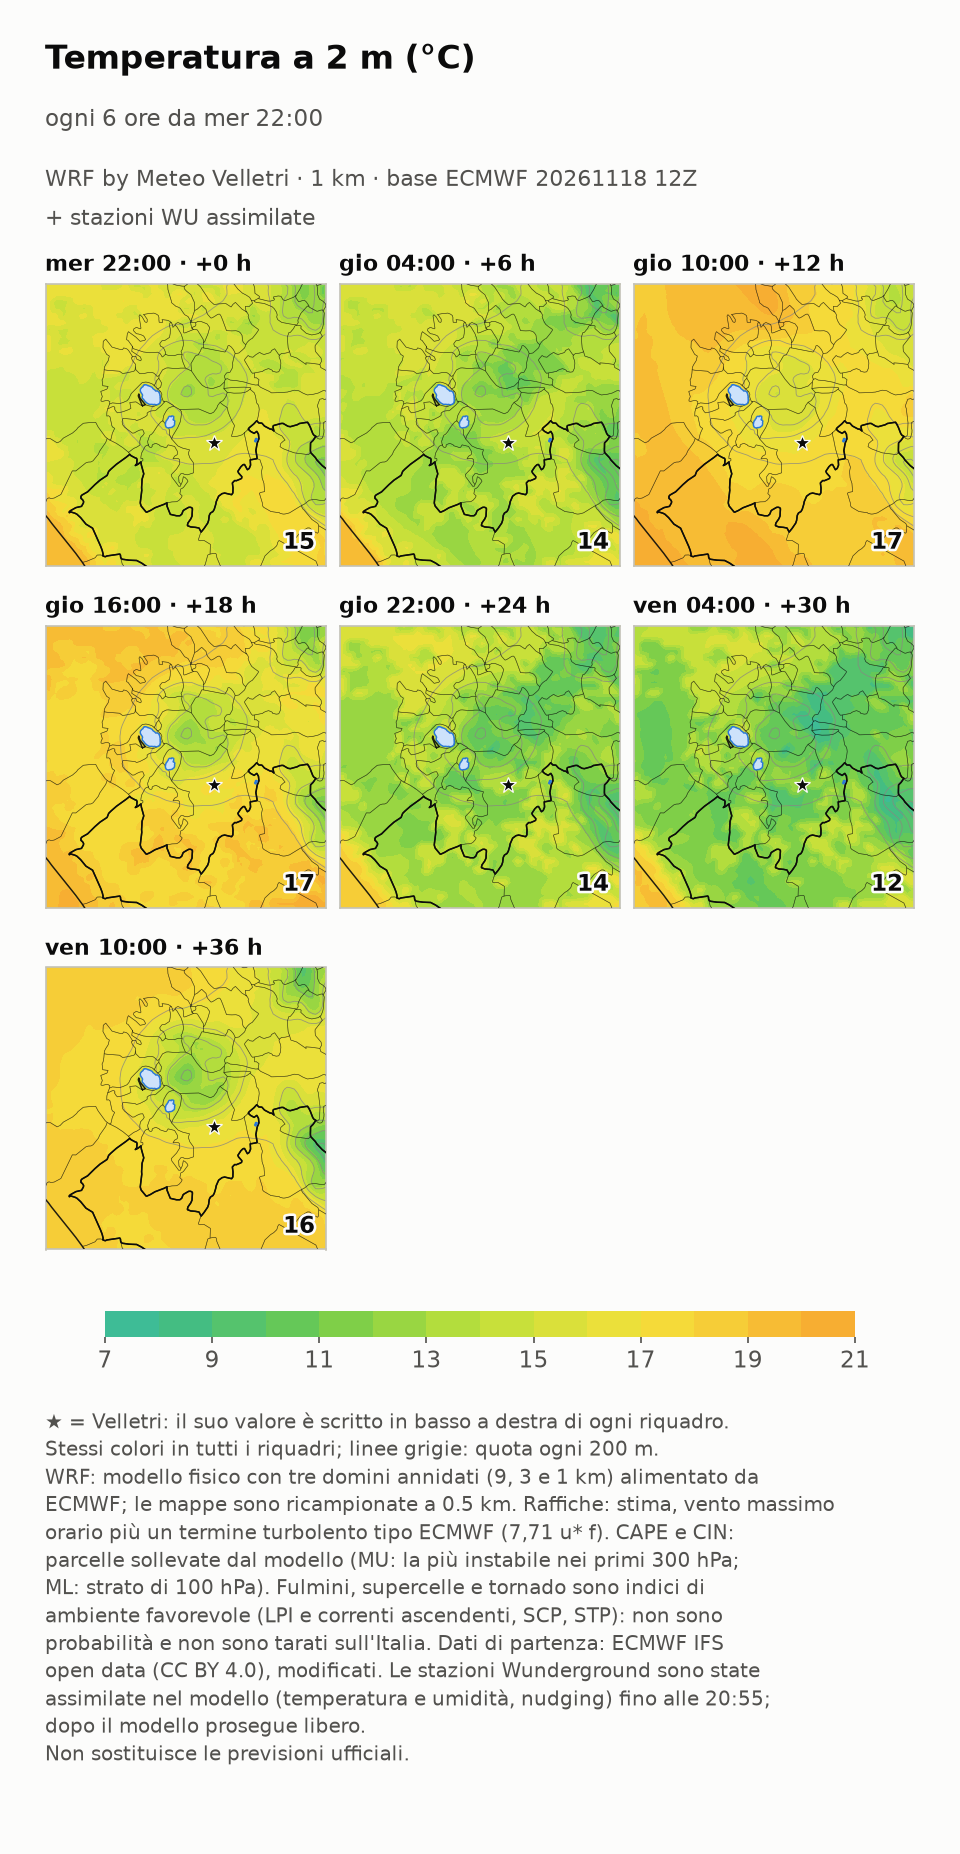 Temperatura a 2 m (°C)
ogni 6 ore da mer 22:00
WRF by Meteo Velletri · 1 km · base ECMWF 20261118 12Z
+ stazioni WU assimilate
mer 22:00 · +0 h
gio 04:00 · +6 h
gio 10:00 · +12 h
15
14
17
gio 16:00 · +18 h
gio 22:00 · +24 h
ven 04:00 · +30 h
17
14
12
ven 10:00 · +36 h
16
7 9 11 13 15 17 19 21
★ = Velletri: il suo valore è scritto in basso a destra di ogni riquadro.
Stessi colori in tutti i riquadri; linee grigie: quota ogni 200 m.
WRF: modello fisico con tre domini annidati (9, 3 e 1 km) alimentato da
ECMWF; le mappe sono ricampionate a 0.5 km. Raffiche: stima, vento massimo
orario più un termine turbolento tipo ECMWF (7,71 u* f). CAPE e CIN:
parcelle sollevate dal modello (MU: la più instabile nei primi 300 hPa;
ML: strato di 100 hPa). Fulmini, supercelle e tornado sono indici di
ambiente favorevole (LPI e correnti ascendenti, SCP, STP): non sono
probabilità e non sono tarati sull'Italia. Dati di partenza: ECMWF IFS
open data (CC BY 4.0), modificati. Le stazioni Wunderground sono state
assimilate nel modello (temperatura e umidità, nudging) fino alle 20:55;
dopo il modello prosegue libero.
Non sostituisce le previsioni ufficiali.